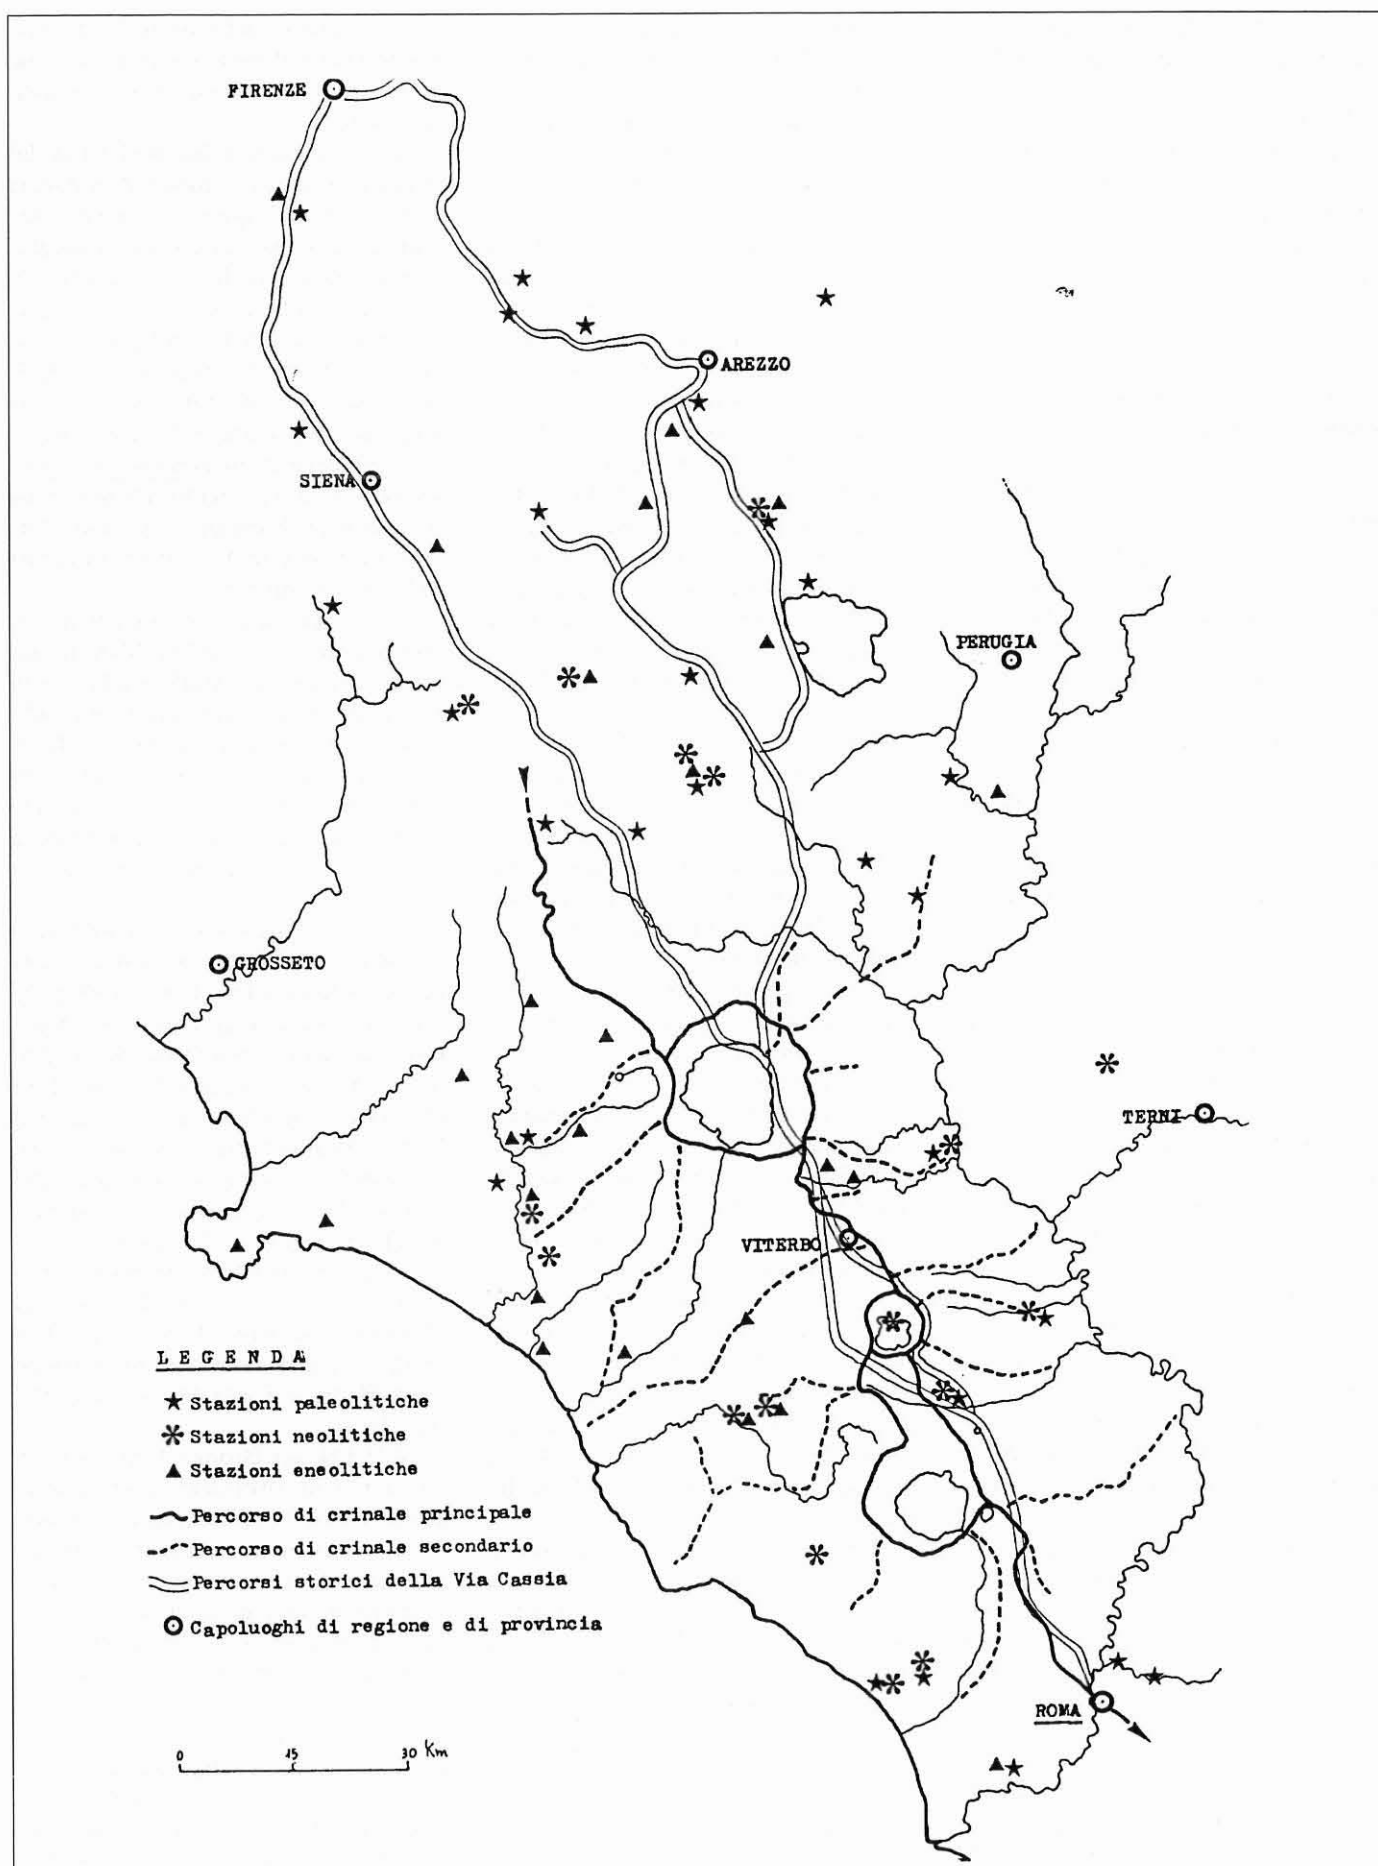 FIRENZE
AREZZO
SIENA
PERUGIA
GROSSETO
TERNI
VITERBO
LEGENDA
Stazioni paleolitiche
Stazioni neolitiche
Stazioni eneolitiche
Percorso di crinale principale
Percorso di crinale secondario
Percorsi storici della Via Cassia
Capoluoghi di regione e di provincia
ROMA
0 15 30 Km